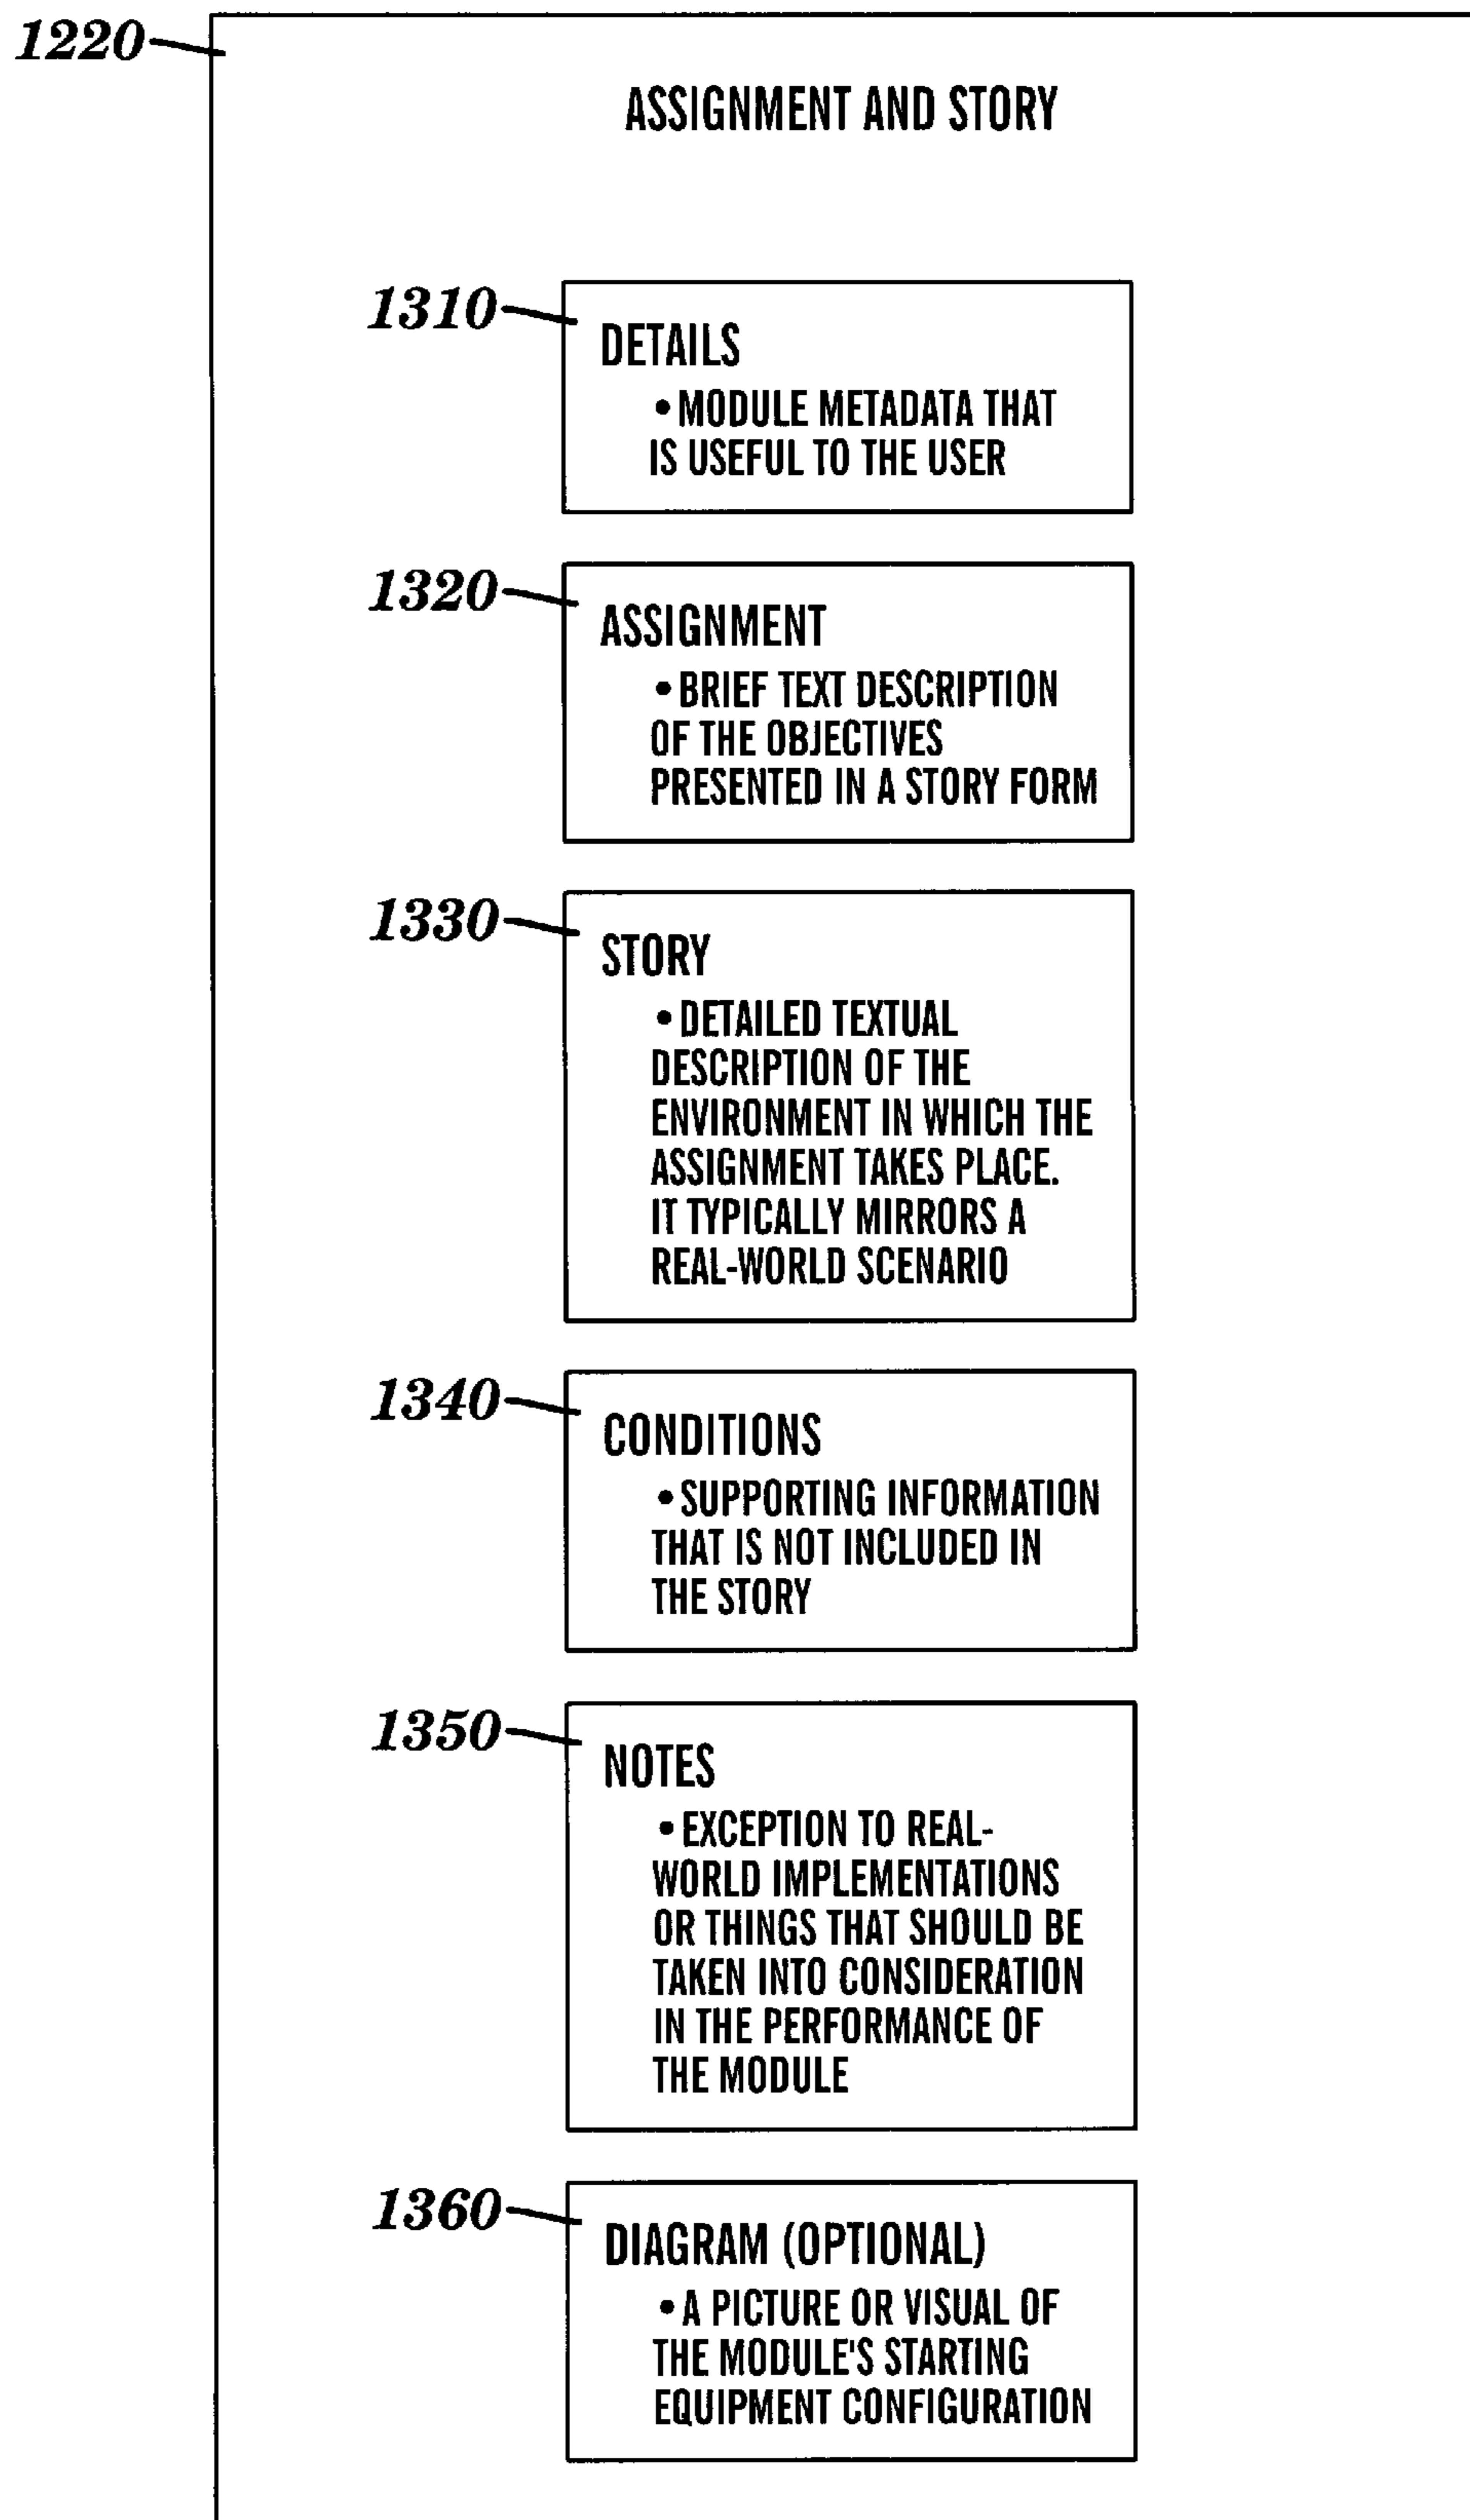 1220
ASSIGNMENT AND STORY
1310
DETAILS
• MODULE METADATA THAT
IS USEFUL TO THE USER
1320
ASSIGNMENT
• BRIEF TEXT DESCRIPTION
OF THE OBJECTIVES
PRESENTED IN A STORY FORM
1330
STORY
• DETAILED TEXTUAL
DESCRIPTION OF THE
ENVIRONMENT IN WHICH THE
ASSIGNMENT TAKES PLACE.
IT TYPICALLY MIRRORS A
REAL-WORLD SCENARIO
1340
CONDITIONS
• SUPPORTING INFORMATION
THAT IS NOT INCLUDED IN
THE STORY
1350
NOTES
• EXCEPTION TO REAL-
WORLD IMPLEMENTATIONS
OR THINGS THAT SHOULD BE
TAKEN INTO CONSIDERATION
IN THE PERFORMANCE OF
THE MODULE
1360
DIAGRAM (OPTIONAL)
• A PICTURE OR VISUAL OF
THE MODULE'S STARTING
EQUIPMENT CONFIGURATION